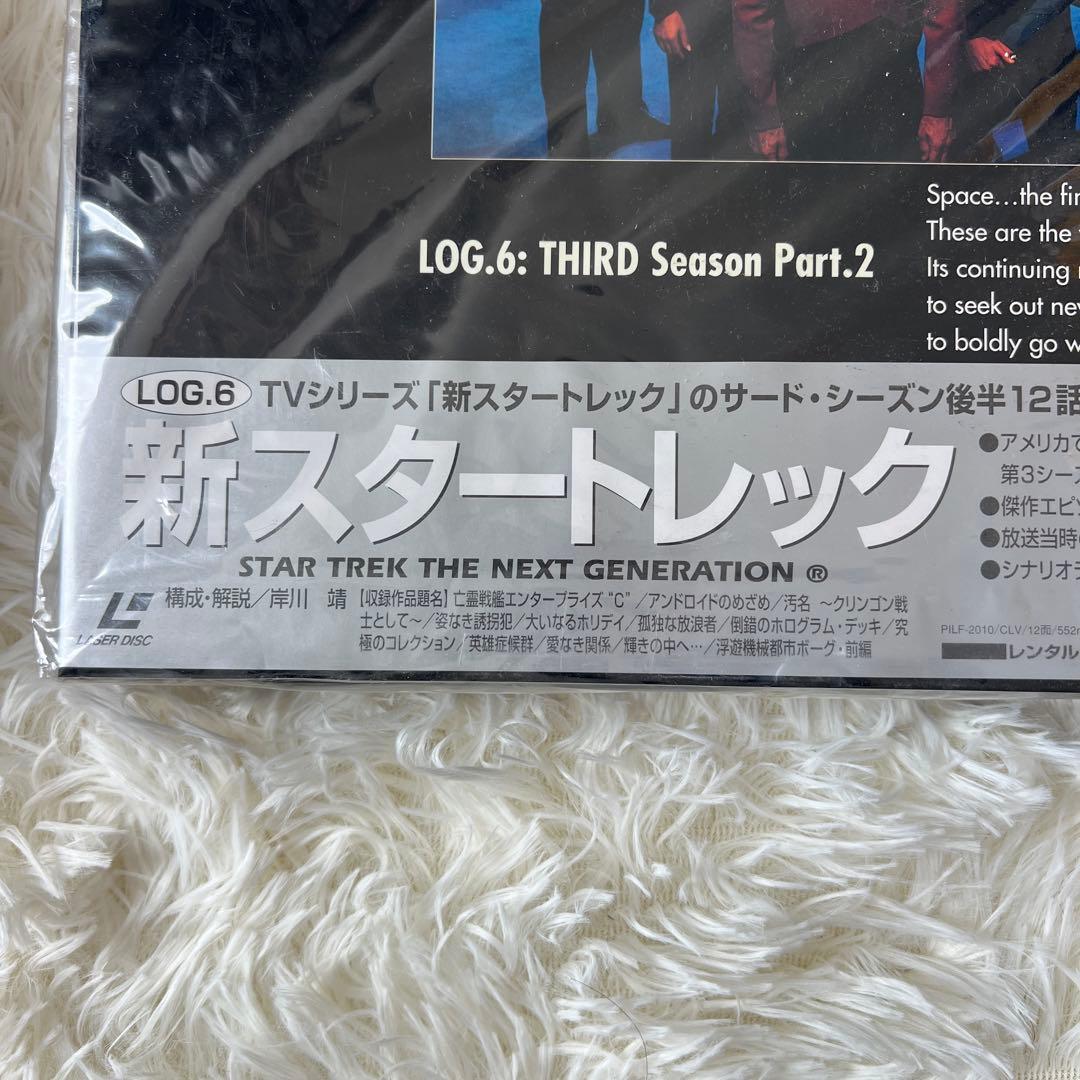 Space...the
These are the
Its continuing
to seek out
to boldly go
LOG.6: THIRD Season Part.2
LOG.6 TVシリーズ「新スタートレック」のサード・シーズン後半12話
新スタートレック
STAR TREK THE NEXT GENERATION ®
●アメリカで
第3シーズ
●傑作エピソ
●放送当時
●シナリオ
LASER DISC
構成・解説／岸川 靖
【収録作品題名】亡霊戦艦エンタープライズ“C”／アンドロイドのめざめ／汚名 〜クリンゴン戦
士として〜／姿なき誘拐犯／大いなるホリデイ／孤独な放浪者／倒錯のホログラム・デッキ／究
極のコレクション／英雄症候群／愛なき関係／輝きの中へ…／浮遊機械都市ボーグ・前編
PILF-2010/CLV/12面/552
レンタル